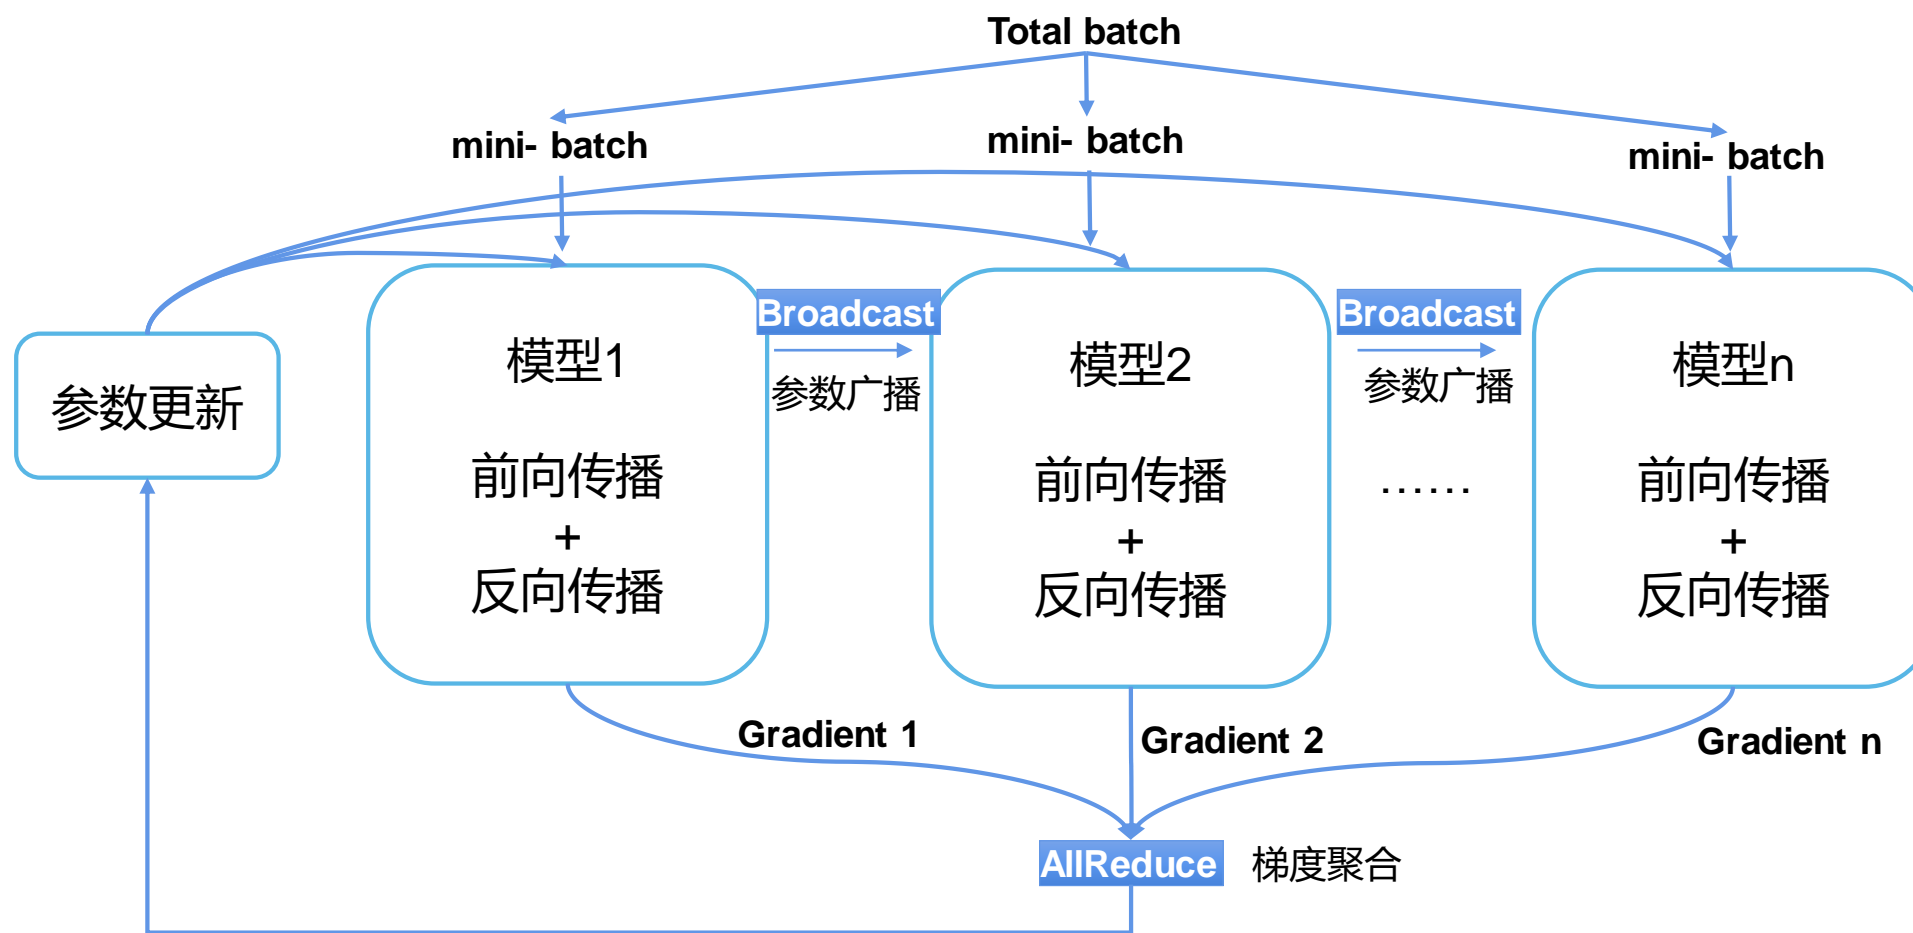 Total batch
mini- batch
mini- batch
mini- batch
参数更新
模型1
前向传播
+
反向传播
Broadcast
参数广播
模型2
前向传播
+
反向传播
Broadcast
参数广播
……
模型n
前向传播
+
反向传播
Gradient 1
Gradient 2
Gradient n
AllReduce 梯度聚合